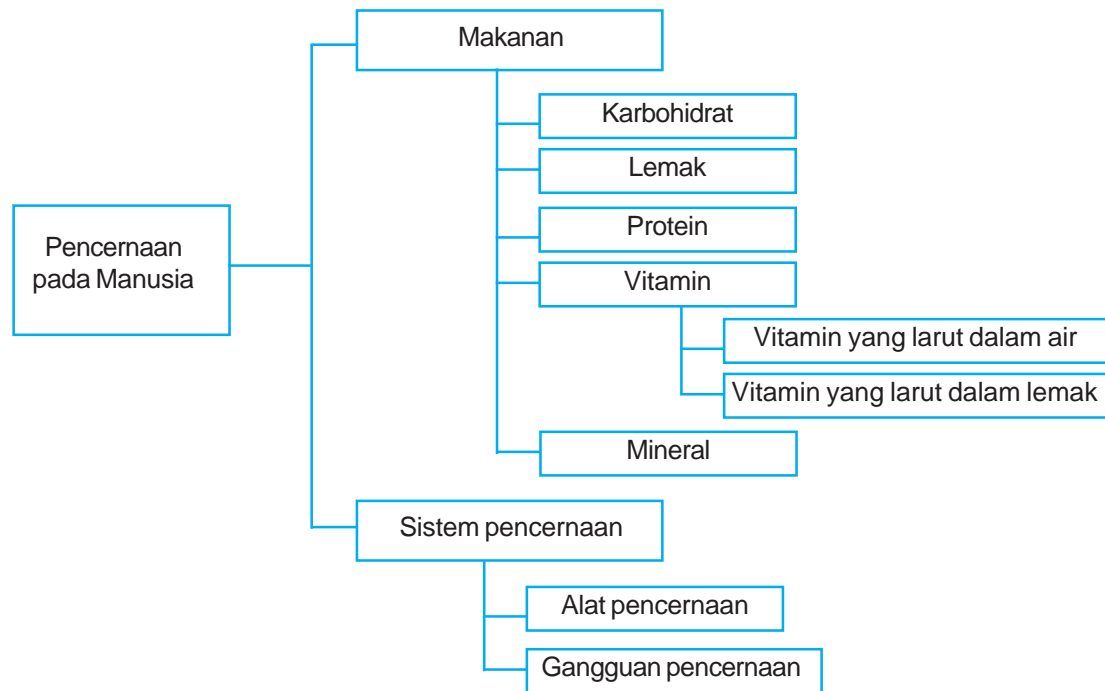 Pencernaan
pada Manusia
Makanan
Karbohidrat
Lemak
Protein
Vitamin
Vitamin yang larut dalam air
Vitamin yang larut dalam lemak
Mineral
Sistem pencernaan
Alat pencernaan
Gangguan pencernaan